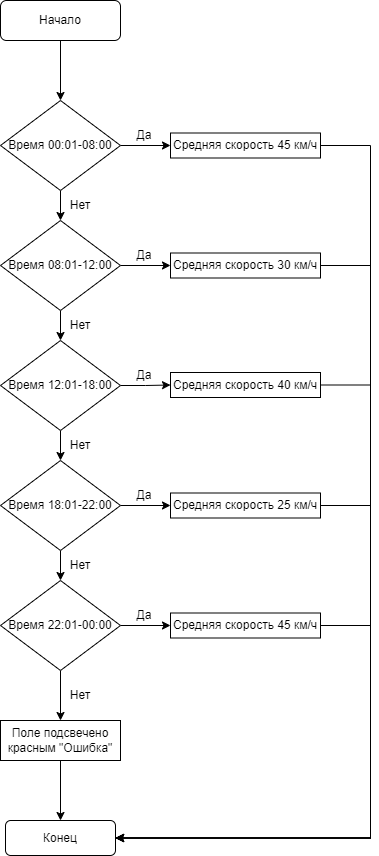 Начало
Время 00:01-08:00
Да
Средняя скорость 45 км/ч
Нет
Время 08:01-12:00
Да
Средняя скорость 30 км/ч
Нет
Время 12:01-18:00
Да
Средняя скорость 40 км/ч
Нет
Время 18:01-22:00
Да
Средняя скорость 25 км/ч
Нет
Время 22:01-00:00
Да
Средняя скорость 45 км/ч
Нет
Поле подсвечено
красным "Ошибка"
Конец